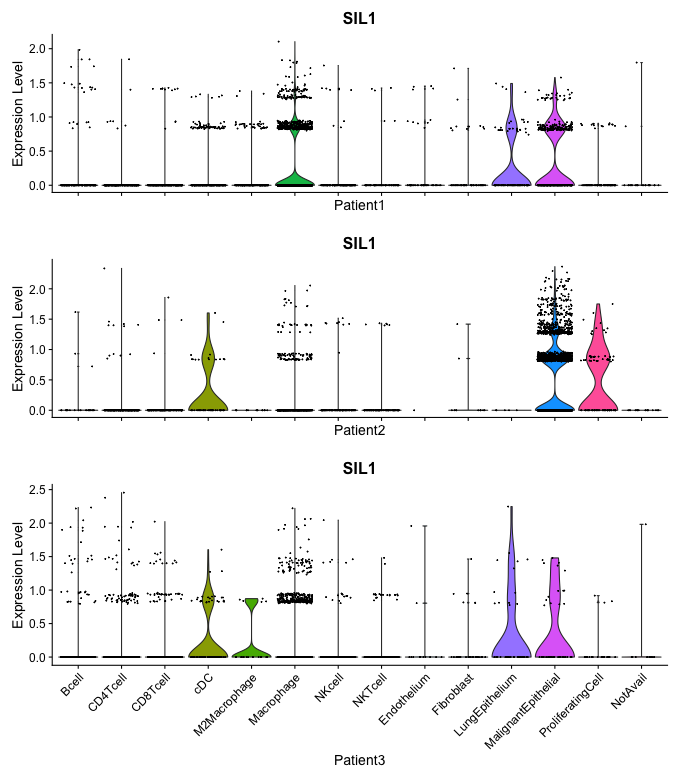 SIL1
Expression Level
2.0
1.5
1.0
0.5
0.0
Patient1
SIL1
Expression Level
2.0
1.5
1.0
0.5
0.0
Patient2
SIL1
Expression Level
2.5
2.0
1.5
1.0
0.5
0.0
Bcell
CD4Tcell
CD8Tcell
cDC
M2Macrophage
Macrophage
NKcell
NKTcell
Endothelium
Fibroblast
LungEpithelium
MalignantEpithelial
ProliferatingCell
NotAvail
Patient3